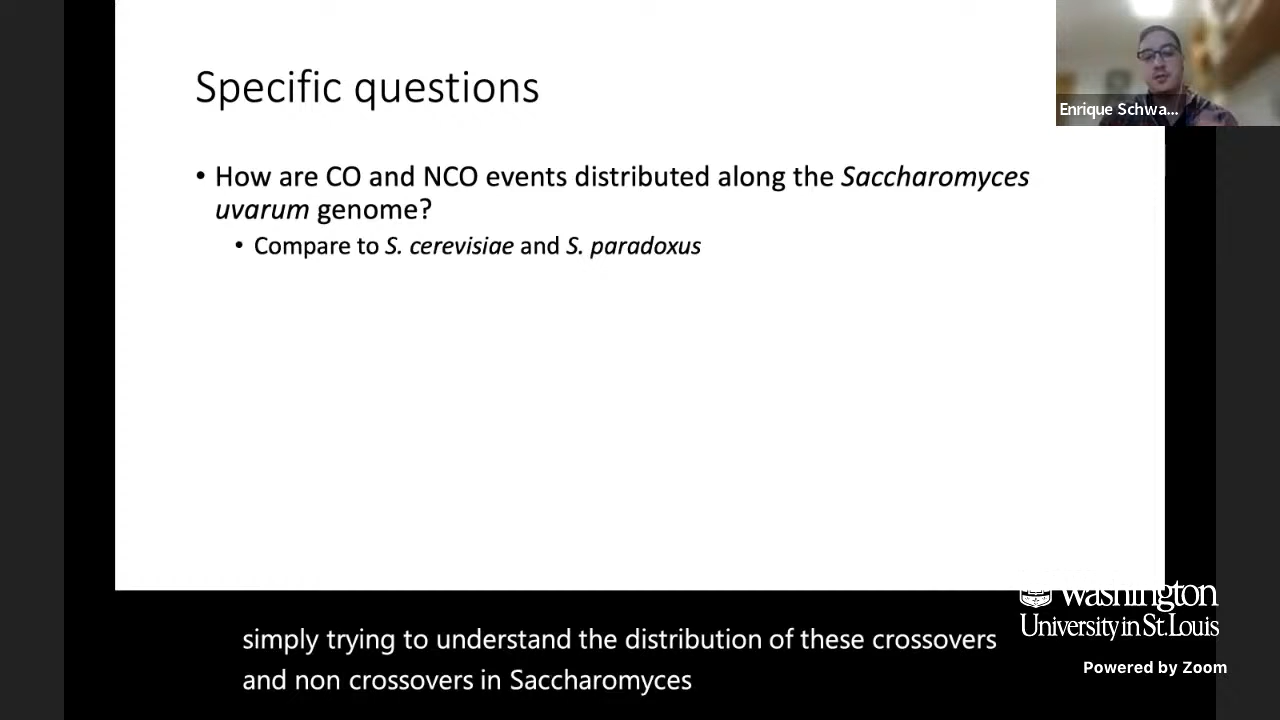 Specific questions
Enrique Schwa...
• How are CO and NCO events distributed along the Saccharomyces
uvarum genome?
• Compare to S. cerevisiae and S. paradoxus
Washington
University in St. Louis
simply trying to understand the distribution of these crossovers
and non crossovers in Saccharomyces
Powered by Zoom